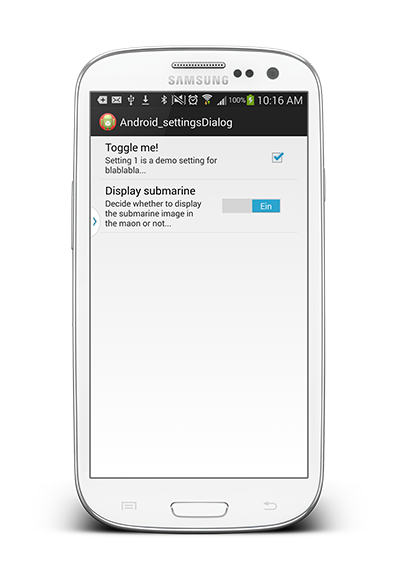 SAMSUNG
100% 10:16 AM
Android_settingsDialog
Toggle me!
Setting 1 is a demo setting for
blablabla...
Display submarine
Decide whether to display
the submarine image in
the maon or not...
Ein